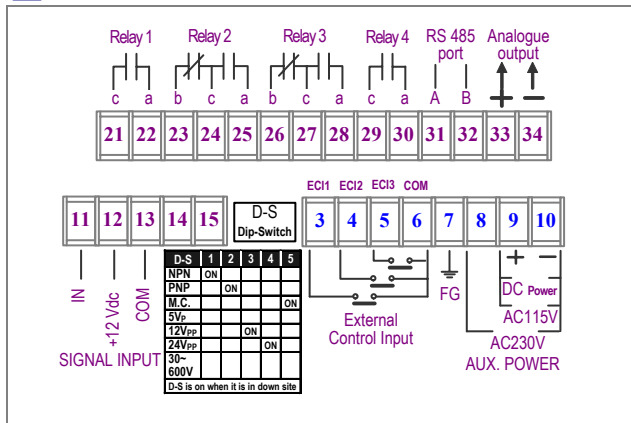 Relay 1 Relay 2 Relay 3 Relay 4 RS 485 port Analogue output
c a b c a b c a c a A B + −
21 22 23 24 25 26 27 28 29 30 31 32 33 34
ECI1 ECI2 ECI3 COM
11 12 13 14 15 D-S Dip-Switch 3 4 5 6 7 8 9 10
IN +12 Vdc COM
SIGNAL INPUT
D-S 1 2 3 4 5
NPN ON
PNP ON
M.C. ON
5VP
12VPP ON
24VPP ON
30~
600V
D-S is on when it is in down site
External
Control Input
FG
+ −
DC Power
AC115V
AC230V
AUX. POWER